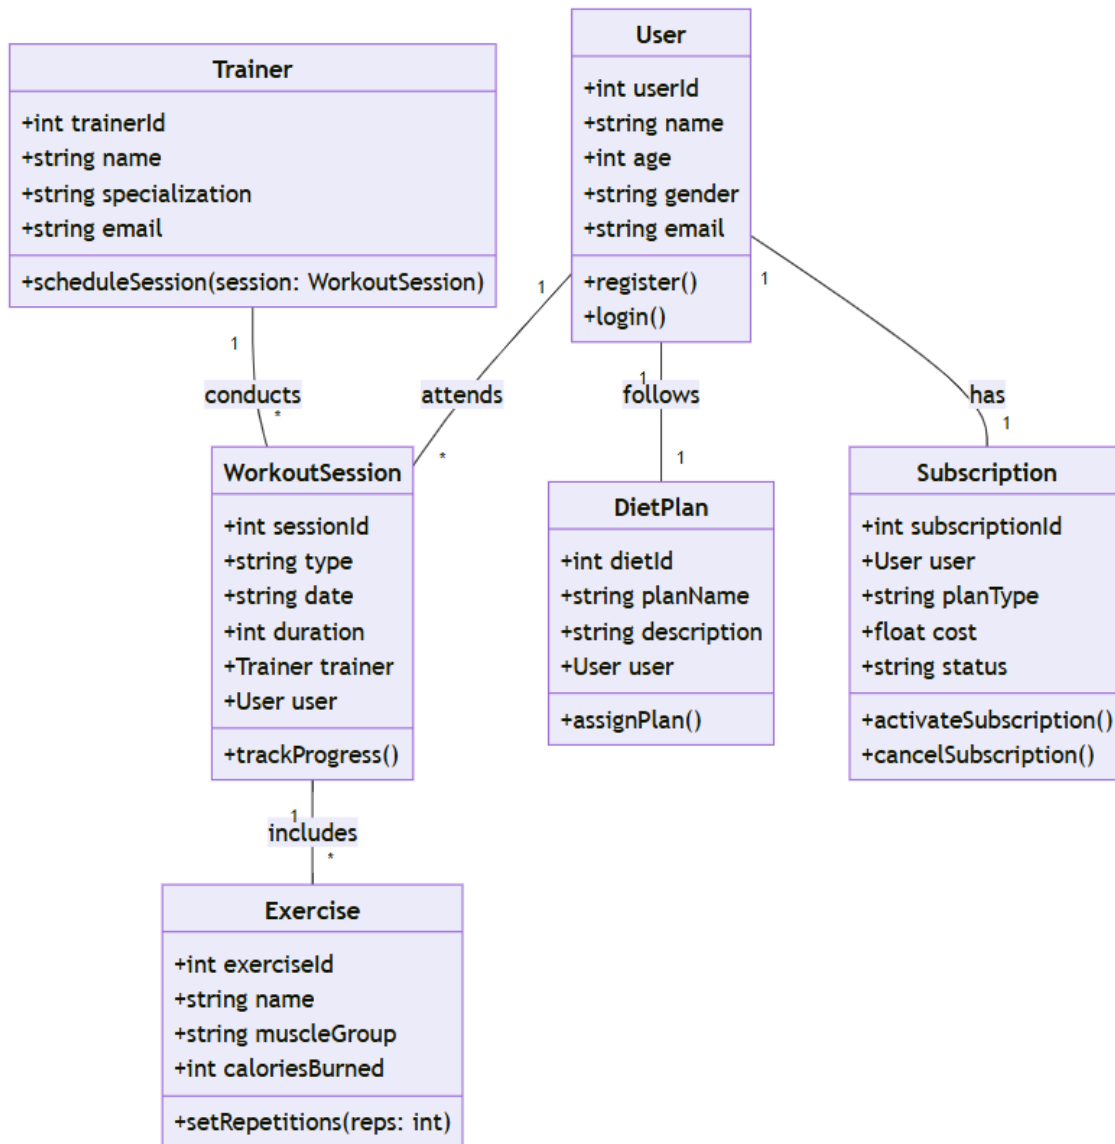 Trainer
+int trainerId
+string name
+string specialization
+string email
+scheduleSession(session: WorkoutSession)
User
+int userId
+string name
+int age
+string gender
+string email
+register()
+login()
1
conducts
*
1
attends
*
1
follows
1
1
has
1
WorkoutSession
+int sessionId
+string type
+string date
+int duration
+Trainer trainer
+User user
+trackProgress()
DietPlan
+int dietId
+string planName
+string description
+User user
+assignPlan()
Subscription
+int subscriptionId
+User user
+string planType
+float cost
+string status
+activateSubscription()
+cancelSubscription()
1
includes
*
Exercise
+int exerciseId
+string name
+string muscleGroup
+int caloriesBurned
+setRepetitions(reps: int)